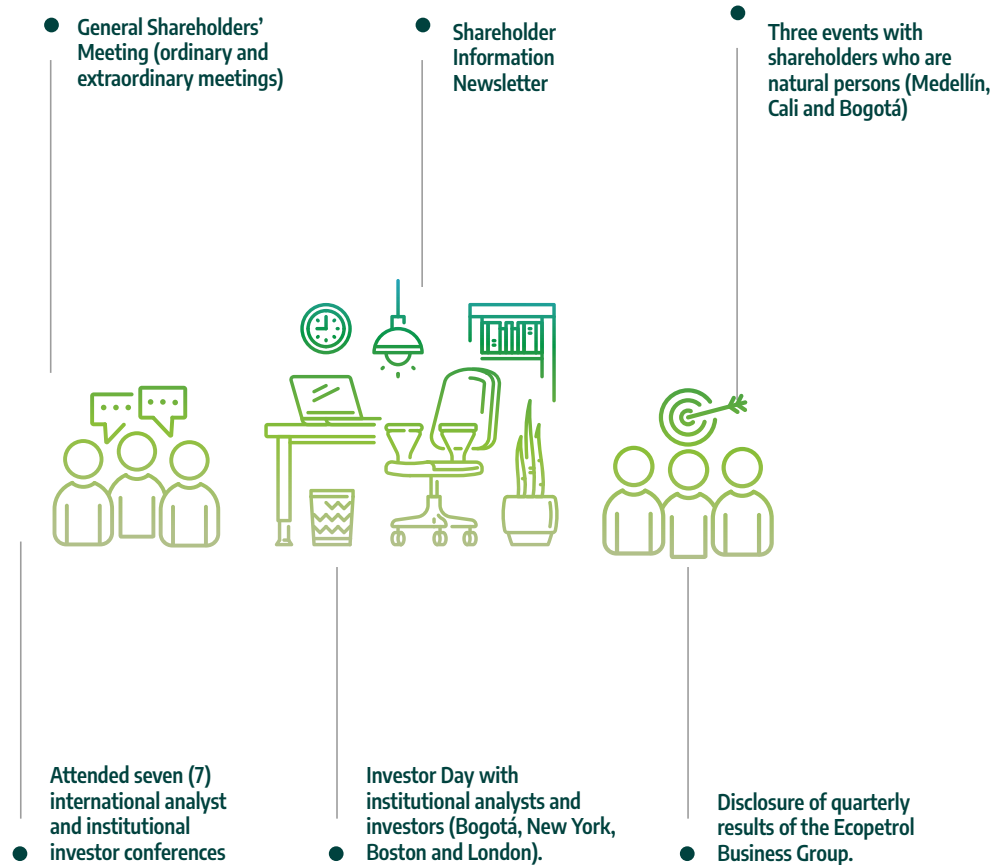 General Shareholders’
Meeting (ordinary and
extraordinary meetings)
Shareholder
Information
Newsletter
Three events with
shareholders who are
natural persons (Medellín,
Cali and Bogotá)
Attended seven (7)
international analyst
and institutional
investor conferences
Investor Day with
institutional analysts and
investors (Bogotá, New York,
Boston and London).
Disclosure of quarterly
results of the Ecopetrol
Business Group.